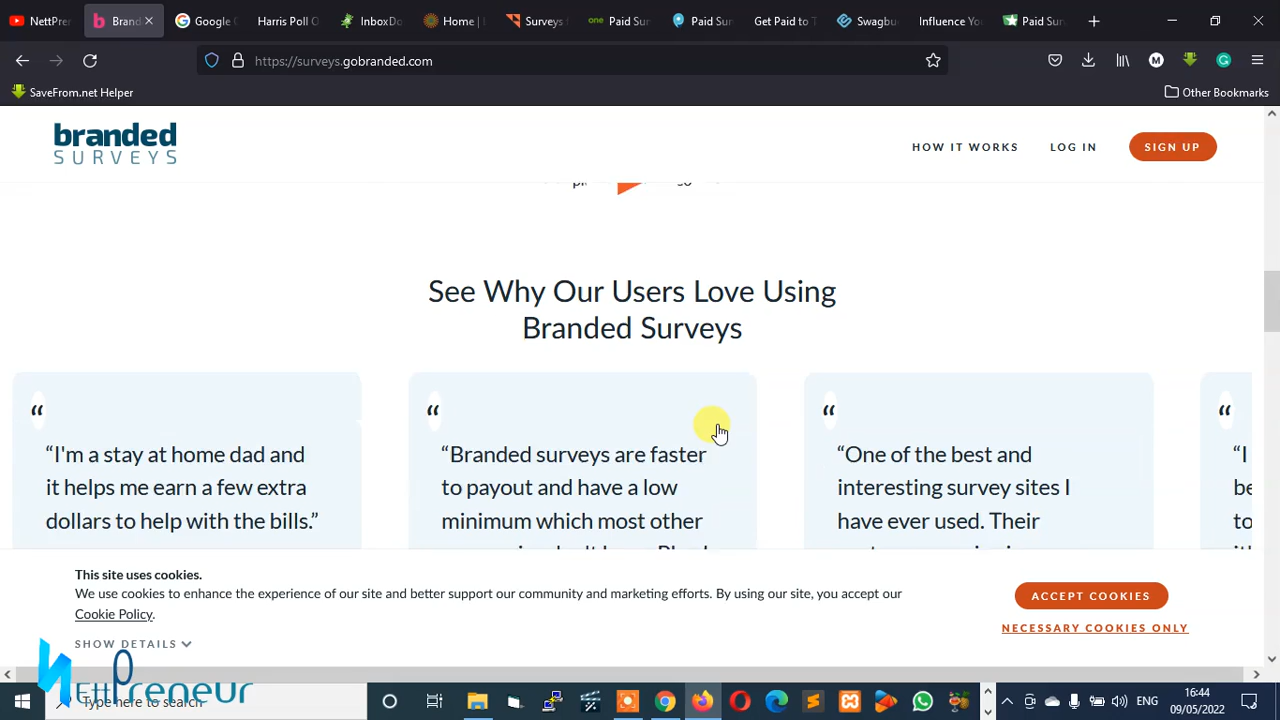 NettPre
Brand
Google
Harris Poll O
InboxDo
Home |
Surveys
one Paid Sur
Paid Sur
Get Paid to T
Swagbu
Influence Yo
Paid Sur
https://surveys.gobranded.com
SaveFrom.net Helper
Other Bookmarks
branded
SURVEYS
HOW IT WORKS
LOG IN
SIGN UP
See Why Our Users Love Using
Branded Surveys
“
“I'm a stay at home dad and
it helps me earn a few extra
dollars to help with the bills.”
“
“Branded surveys are faster
to payout and have a low
minimum which most other
“
“One of the best and
interesting survey sites I
have ever used. Their
“
“I
be
to
This site uses cookies.
We use cookies to enhance the experience of our site and better support our community and marketing efforts. By using our site, you accept our
Cookie Policy.
SHOW DETAILS
ACCEPT COOKIES
NECESSARY COOKIES ONLY
NettPreneur
Type here to search
ENG
16:44
09/05/2022